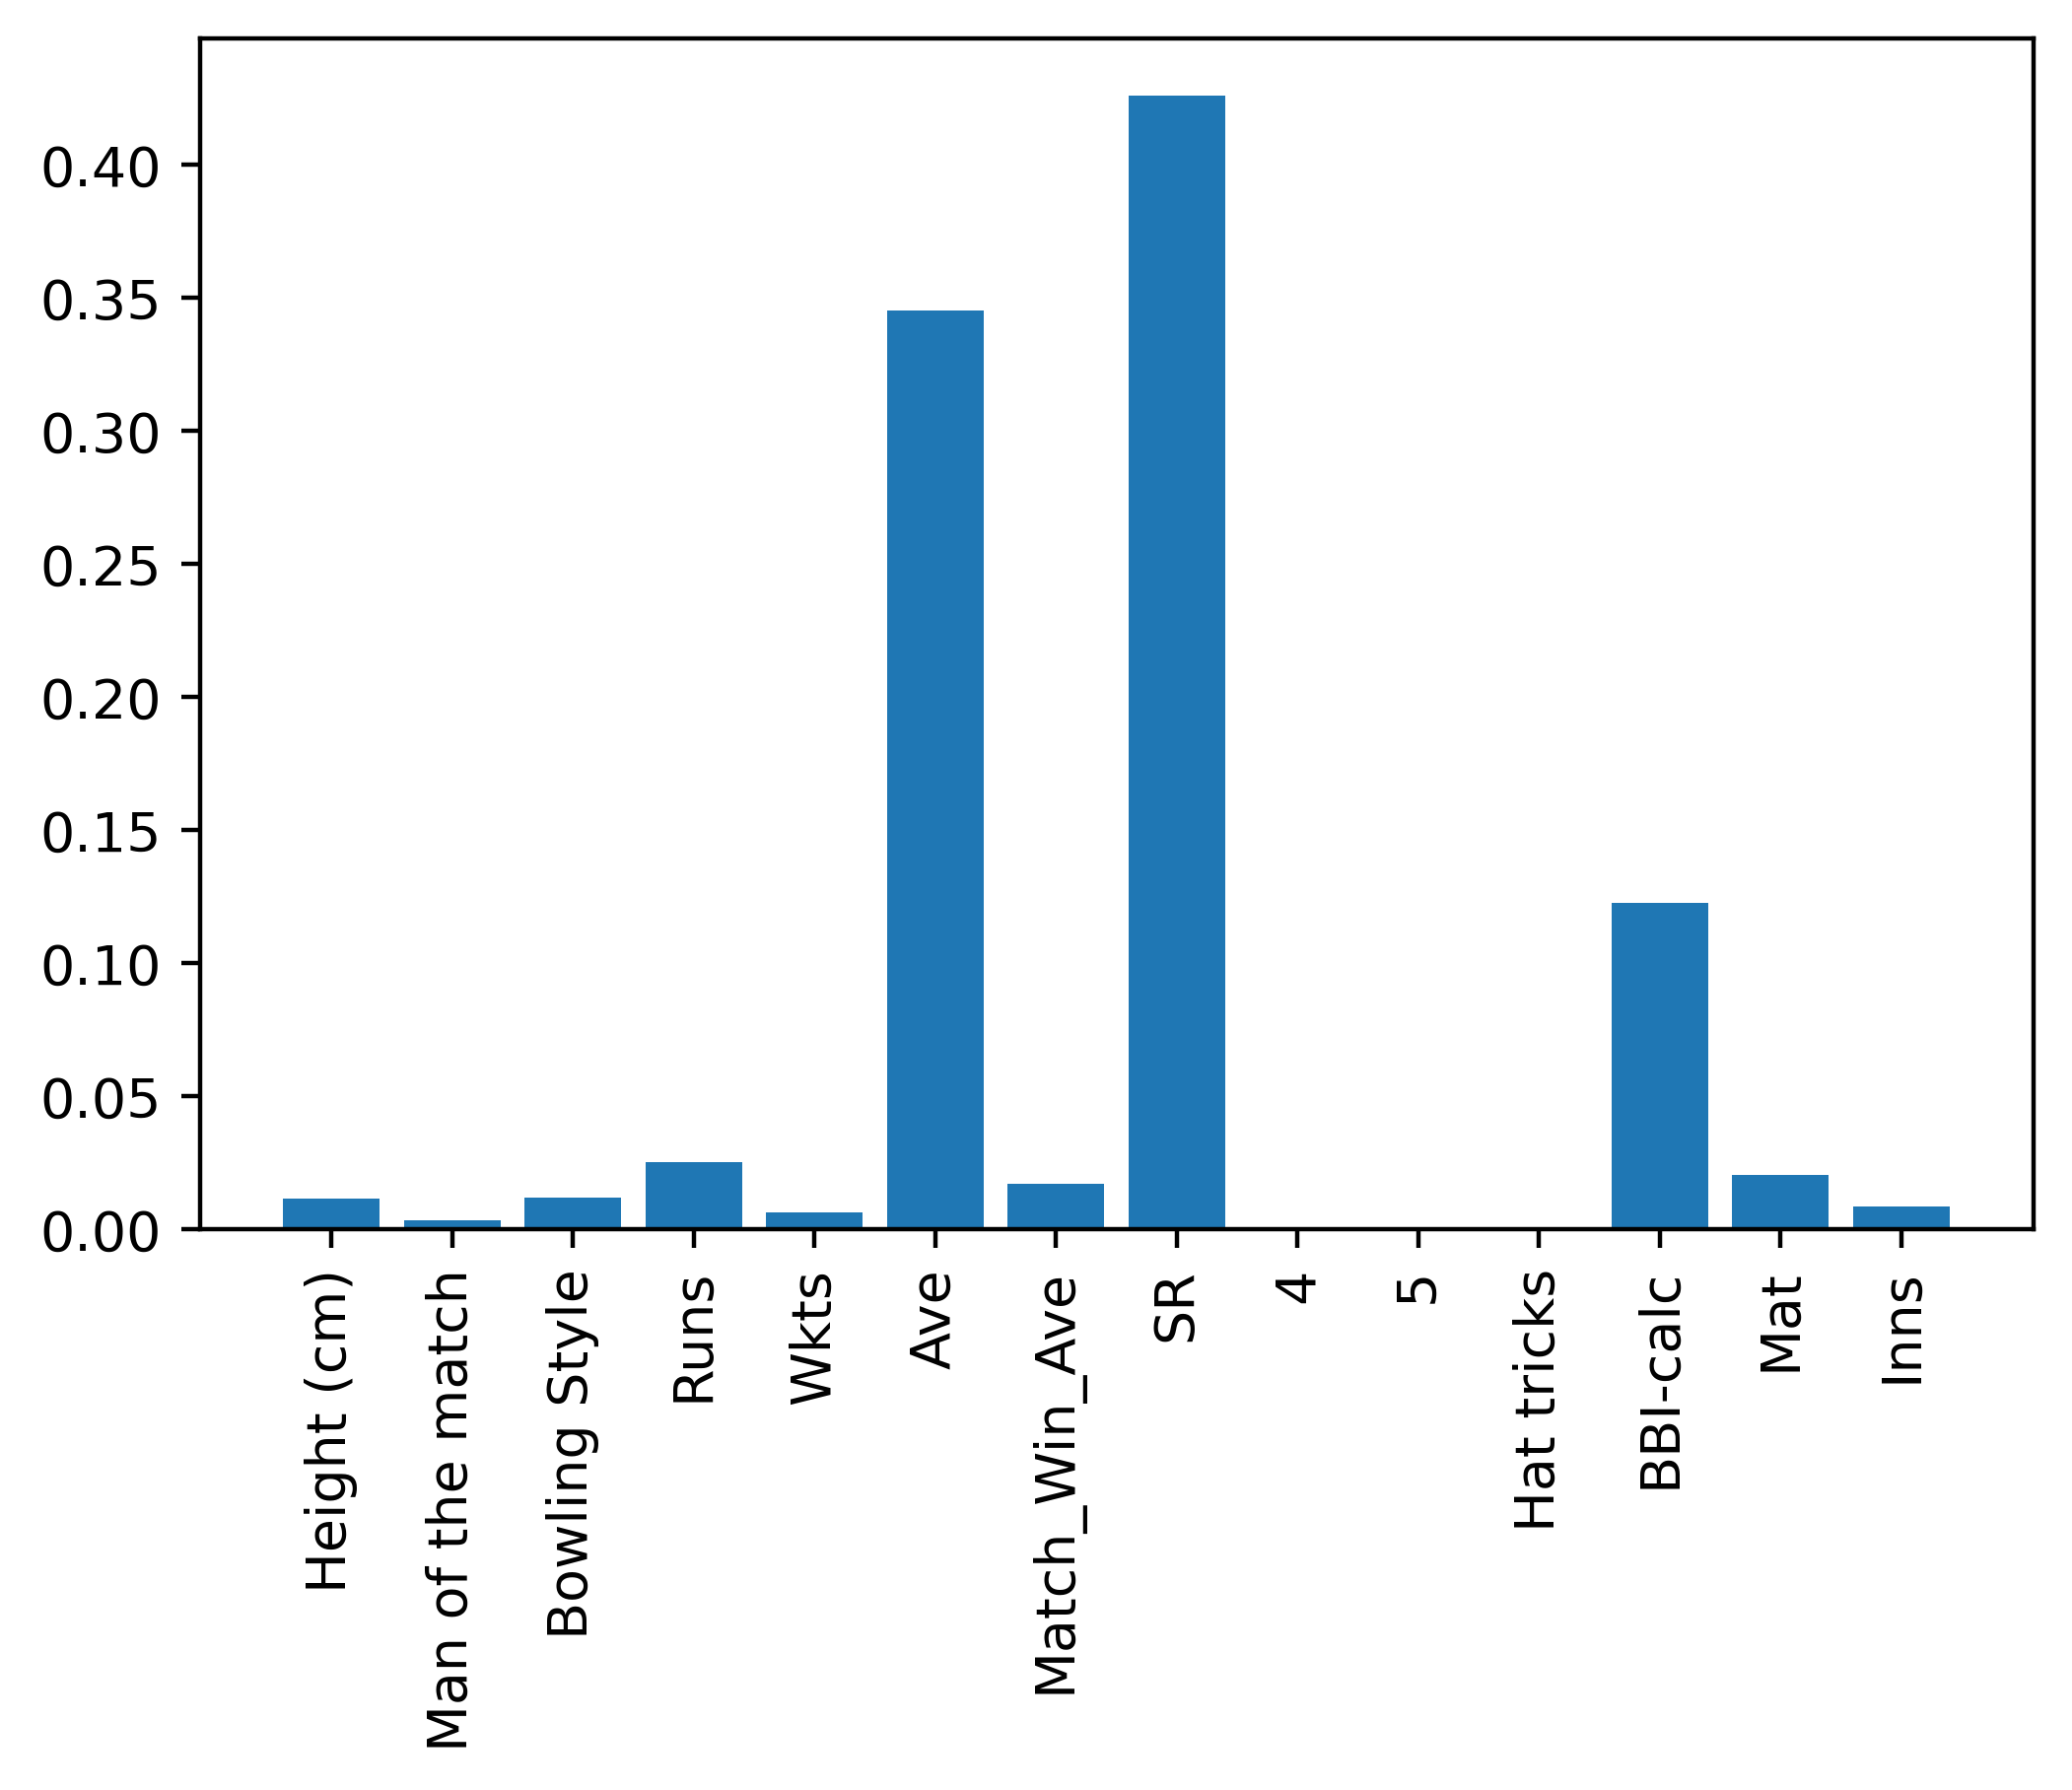 0.40
0.35
0.30
0.25
0.20
0.15
0.10
0.05
0.00
Height (cm)
Man of the match
Bowling Style
Runs
Wkts
Ave
Match_Win_Ave
SR
4
5
Hat tricks
BBI-calc
Mat
Inns